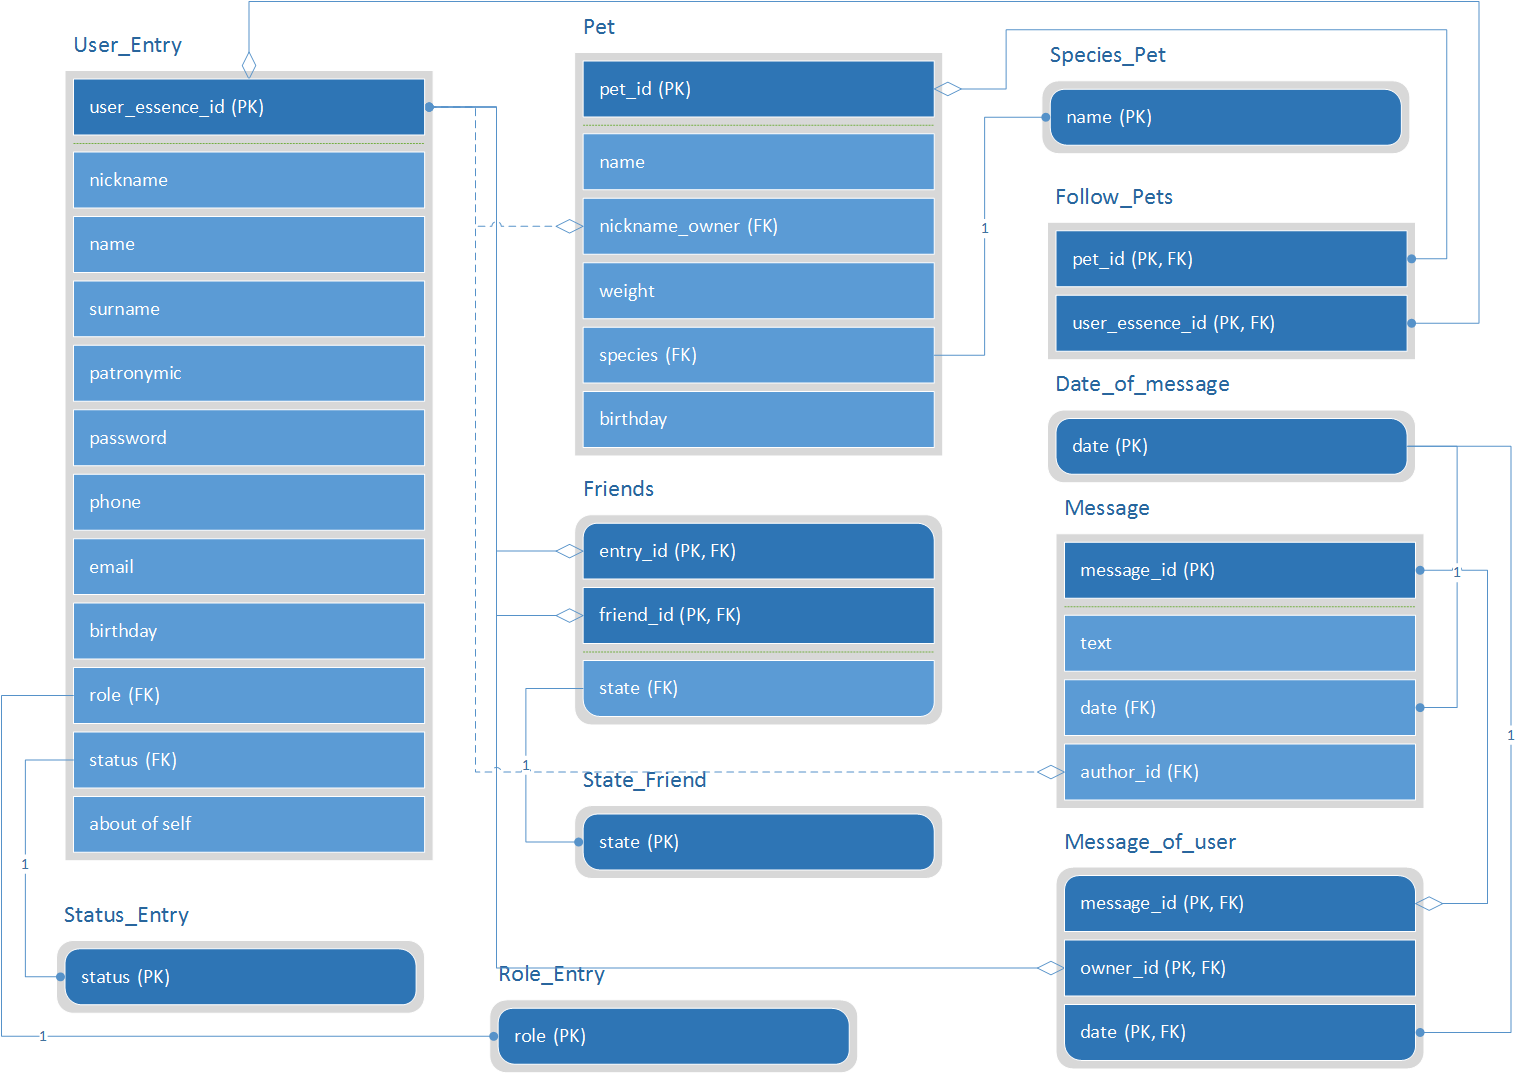 User_Entry
user_essence_id (PK)
nickname
name
surname
patronymic
password
phone
email
birthday
role (FK)
status (FK)
about of self
1
Status_Entry
status (PK)
1
Pet
pet_id (PK)
name
nickname_owner (FK)
weight
species (FK)
birthday
1
Friends
entry_id (PK, FK)
friend_id (PK, FK)
state (FK)
1
State_Friend
state (PK)
Role_Entry
role (PK)
Species_Pet
name (PK)
Follow_Pets
pet_id (PK, FK)
user_essence_id (PK, FK)
Date_of_message
date (PK)
Message
message_id (PK)
1
text
date (FK)
1
author_id (FK)
Message_of_user
message_id (PK, FK)
owner_id (PK, FK)
date (PK, FK)